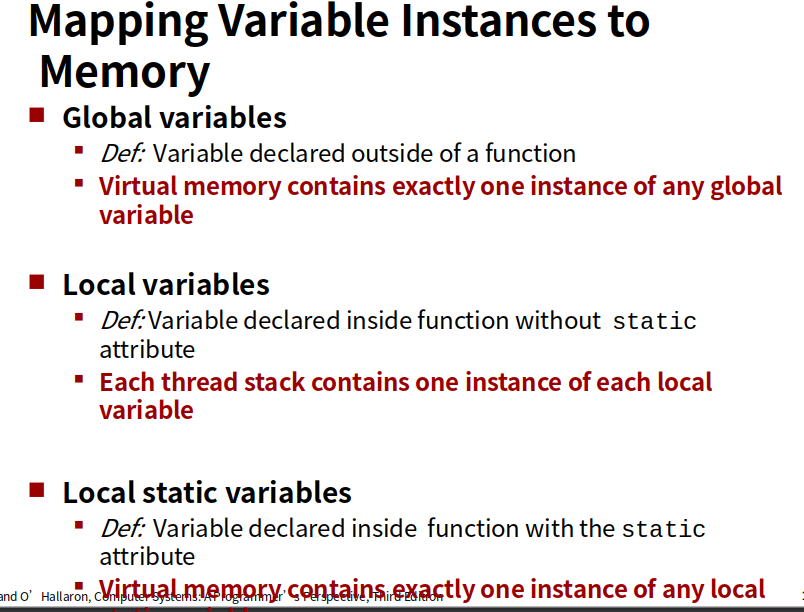 Mapping Variable Instances to
Memory
Global variables
Def: Variable declared outside of a function
Virtual memory contains exactly one instance of any global
variable
Local variables
Def: Variable declared inside function without static
attribute
Each thread stack contains one instance of each local
variable
Local static variables
Def: Variable declared inside function with the static
attribute
Virtual memory contains exactly one instance of any local
and O’Hallaron, Computer Systems: A Programmer’s Perspective, Third Edition